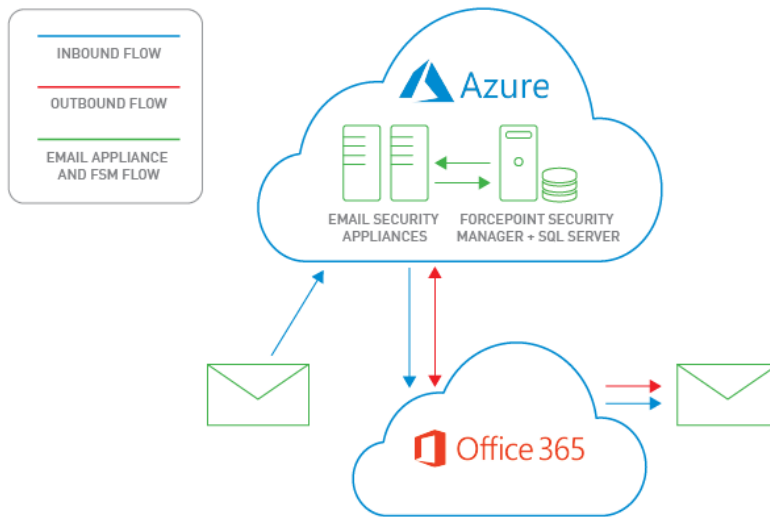 INBOUND FLOW
OUTBOUND FLOW
EMAIL APPLIANCE
AND FSM FLOW
Azure
EMAIL SECURITY
APPLIANCES
FORCEPOINT SECURITY
MANAGER + SQL SERVER
Office 365